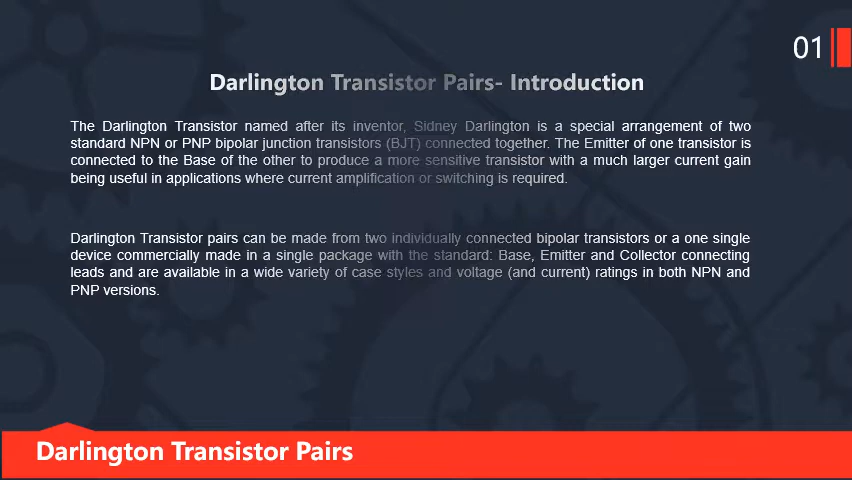 01
Darlington Transistor Pairs- Introduction
The Darlington Transistor named after its inventor, Sidney Darlington is a special arrangement of two
standard NPN or PNP bipolar junction transistors (BJT) connected together. The Emitter of one transistor is
connected to the Base of the other to produce a more sensitive transistor with a much larger current gain
being useful in applications where current amplification or switching is required.
Darlington Transistor pairs can be made from two individually connected bipolar transistors or a one single
device commercially made in a single package with the standard: Base, Emitter and Collector connecting
leads and are available in a wide variety of case styles and voltage (and current) ratings in both NPN and
PNP versions.
Darlington Transistor Pairs